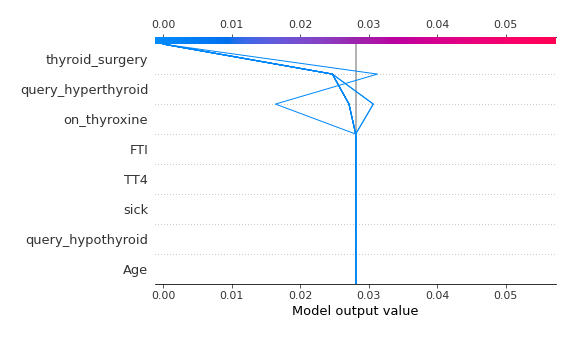 0.00 0.01 0.02 0.03 0.04 0.05
thyroid_surgery
query_hyperthyroid
on_thyroxine
FTI
TT4
sick
query_hypothyroid
Age
0.00 0.01 0.02 0.03 0.04 0.05
Model output value